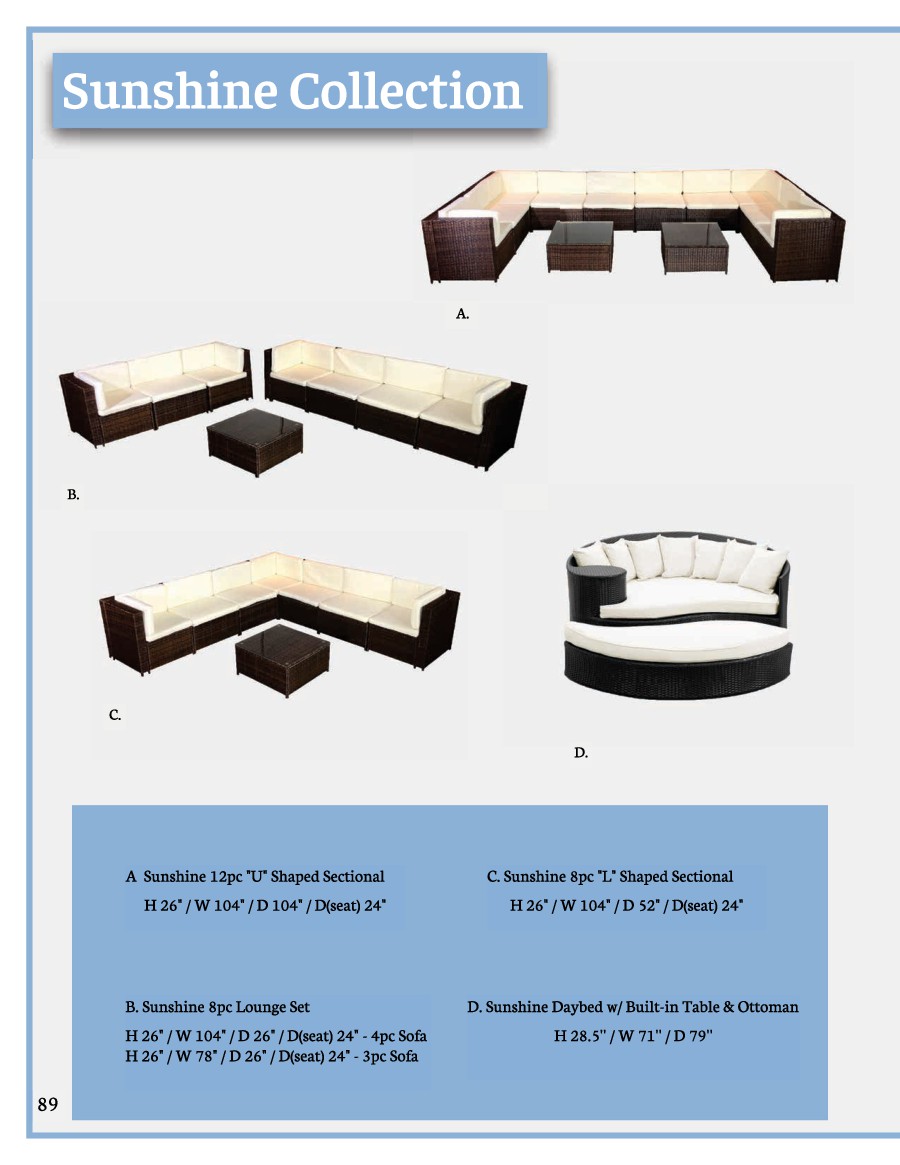 Sunshine Collection
A.
B.
C.
D.
A Sunshine 12pc "U" Shaped Sectional
H 26" / W 104" / D 104" / D(seat) 24"
C. Sunshine 8pc "L" Shaped Sectional
H 26" / W 104" / D 52" / D(seat) 24"
B. Sunshine 8pc Lounge Set
H 26" / W 104" / D 26" / D(seat) 24" - 4pc Sofa
H 26" / W 78" / D 26" / D(seat) 24" - 3pc Sofa
D. Sunshine Daybed w/ Built-in Table & Ottoman
H 28.5" / W 71" / D 79"
89